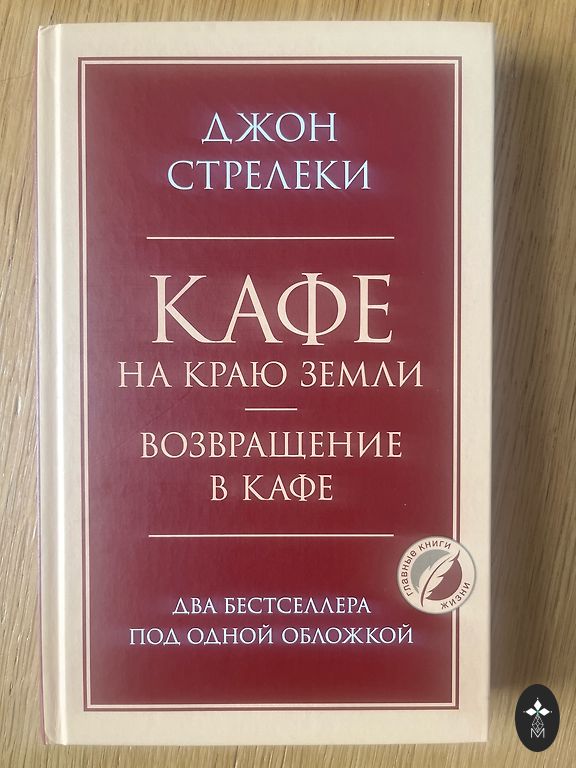 ДЖОН
СТРЕЛЕКИ
КАФЕ
НА КРАЮ ЗЕМЛИ
ВОЗВРАЩЕНИЕ
В КАФЕ
главные книги
жизни
ДВА БЕСТСЕЛЛЕРА
ПОД ОДНОЙ ОБЛОЖКОЙ
М